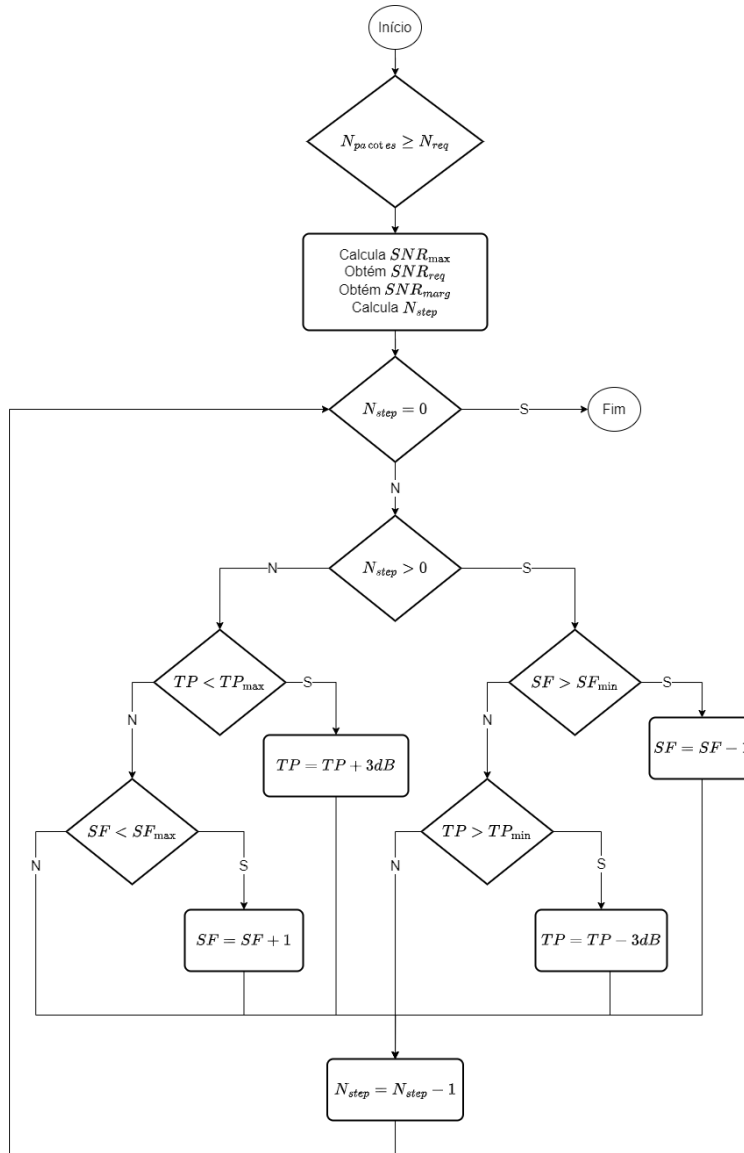 Início
N_{pacotes} ≥ N_{req}
Calcula SNR_{max}
Obtém SNR_{req}
Obtém SNR_{marg}
Calcula N_{step}
N_{step} = 0
S
Fim
N
N_{step} > 0
N
S
TP < TP_{max}
S
SF > SF_{min}
S
N
N
TP = TP + 3dB
SF = SF − 1
SF < SF_{max}
TP > TP_{min}
N
S
N
S
SF = SF + 1
TP = TP − 3dB
N_{step} = N_{step} − 1